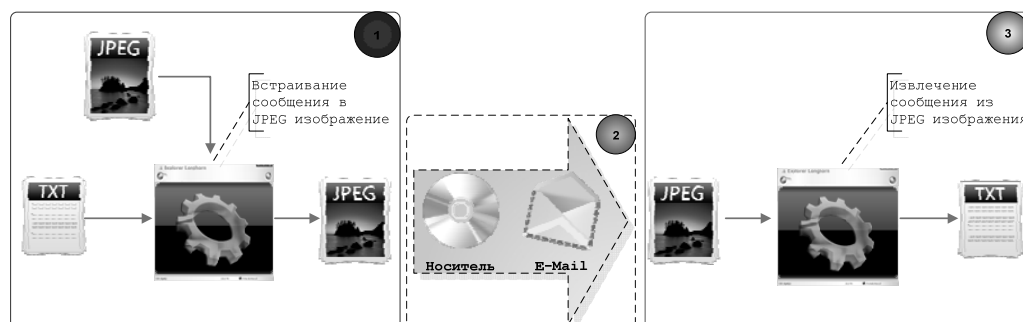 1
JPEG
Встраивание
сообщения в
JPEG изображение
TXT
JPEG
2
Носитель
E-Mail
3
Извлечение
сообщения из
JPEG изображения
JPEG
TXT